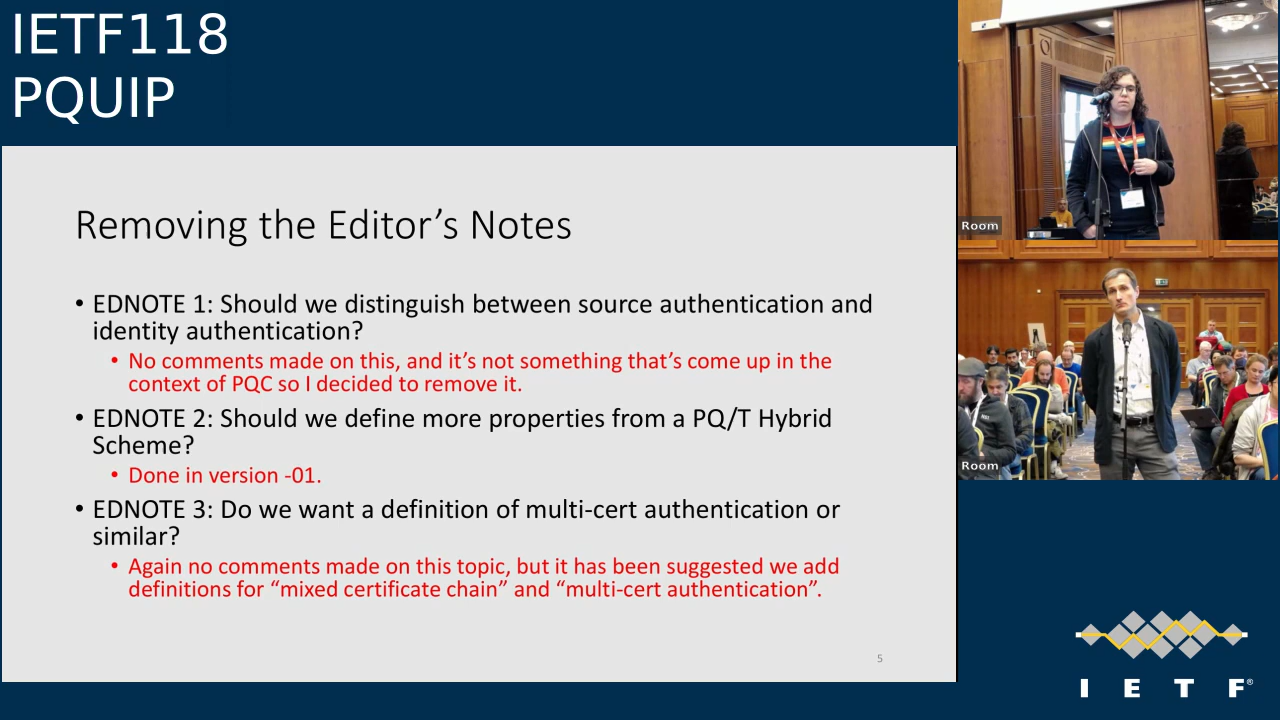 IETF118
PQUIP
Removing the Editor’s Notes
• EDNOTE 1: Should we distinguish between source authentication and
identity authentication?
• No comments made on this, and it’s not something that’s come up in the
context of PQC so I decided to remove it.
• EDNOTE 2: Should we define more properties from a PQ/T Hybrid
Scheme?
• Done in version -01.
• EDNOTE 3: Do we want a definition of multi-cert authentication or
similar?
• Again no comments made on this topic, but it has been suggested we add
definitions for “mixed certificate chain” and “multi-cert authentication”.
5
Room
Room
I E T F®